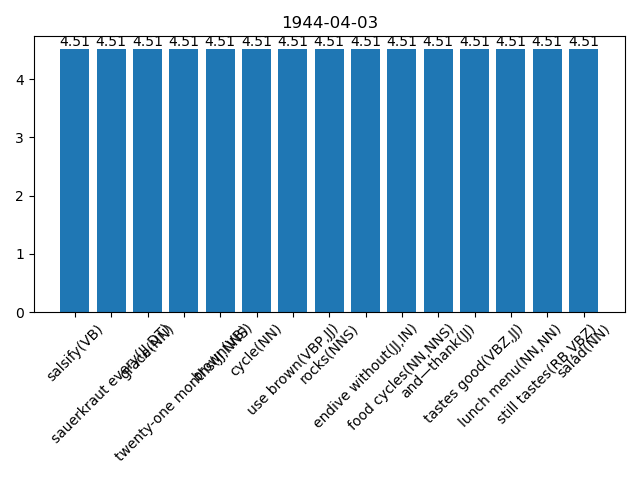 1944-04-03
4.51 4.51 4.51 4.51 4.51 4.51 4.51 4.51 4.51 4.51 4.51 4.51 4.51 4.51 4.51
4
3
2
1
0
salsify(VB)
sauerkraut every(JJ,DT)
grace(NN)
twenty-one months(JJ,NNS)
brown(VB)
cycle(NN)
use brown(VBP,JJ)
rocks(NNS)
endive without(JJ,IN)
food cycles(NN,NNS)
and—thank(JJ)
tastes good(VBZ,JJ)
lunch menu(NN,NN)
still tastes(RB,VBZ)
salad(NN)